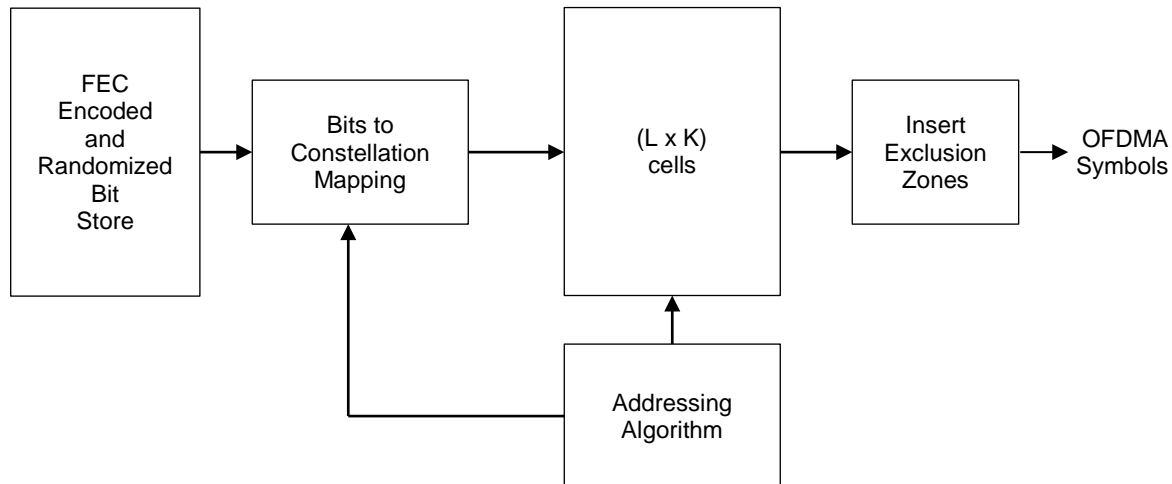 FEC
Encoded
and
Randomized
Bit
Store
Bits to
Constellation
Mapping
(L x K)
cells
Insert
Exclusion
Zones
OFDMA
Symbols
Addressing
Algorithm